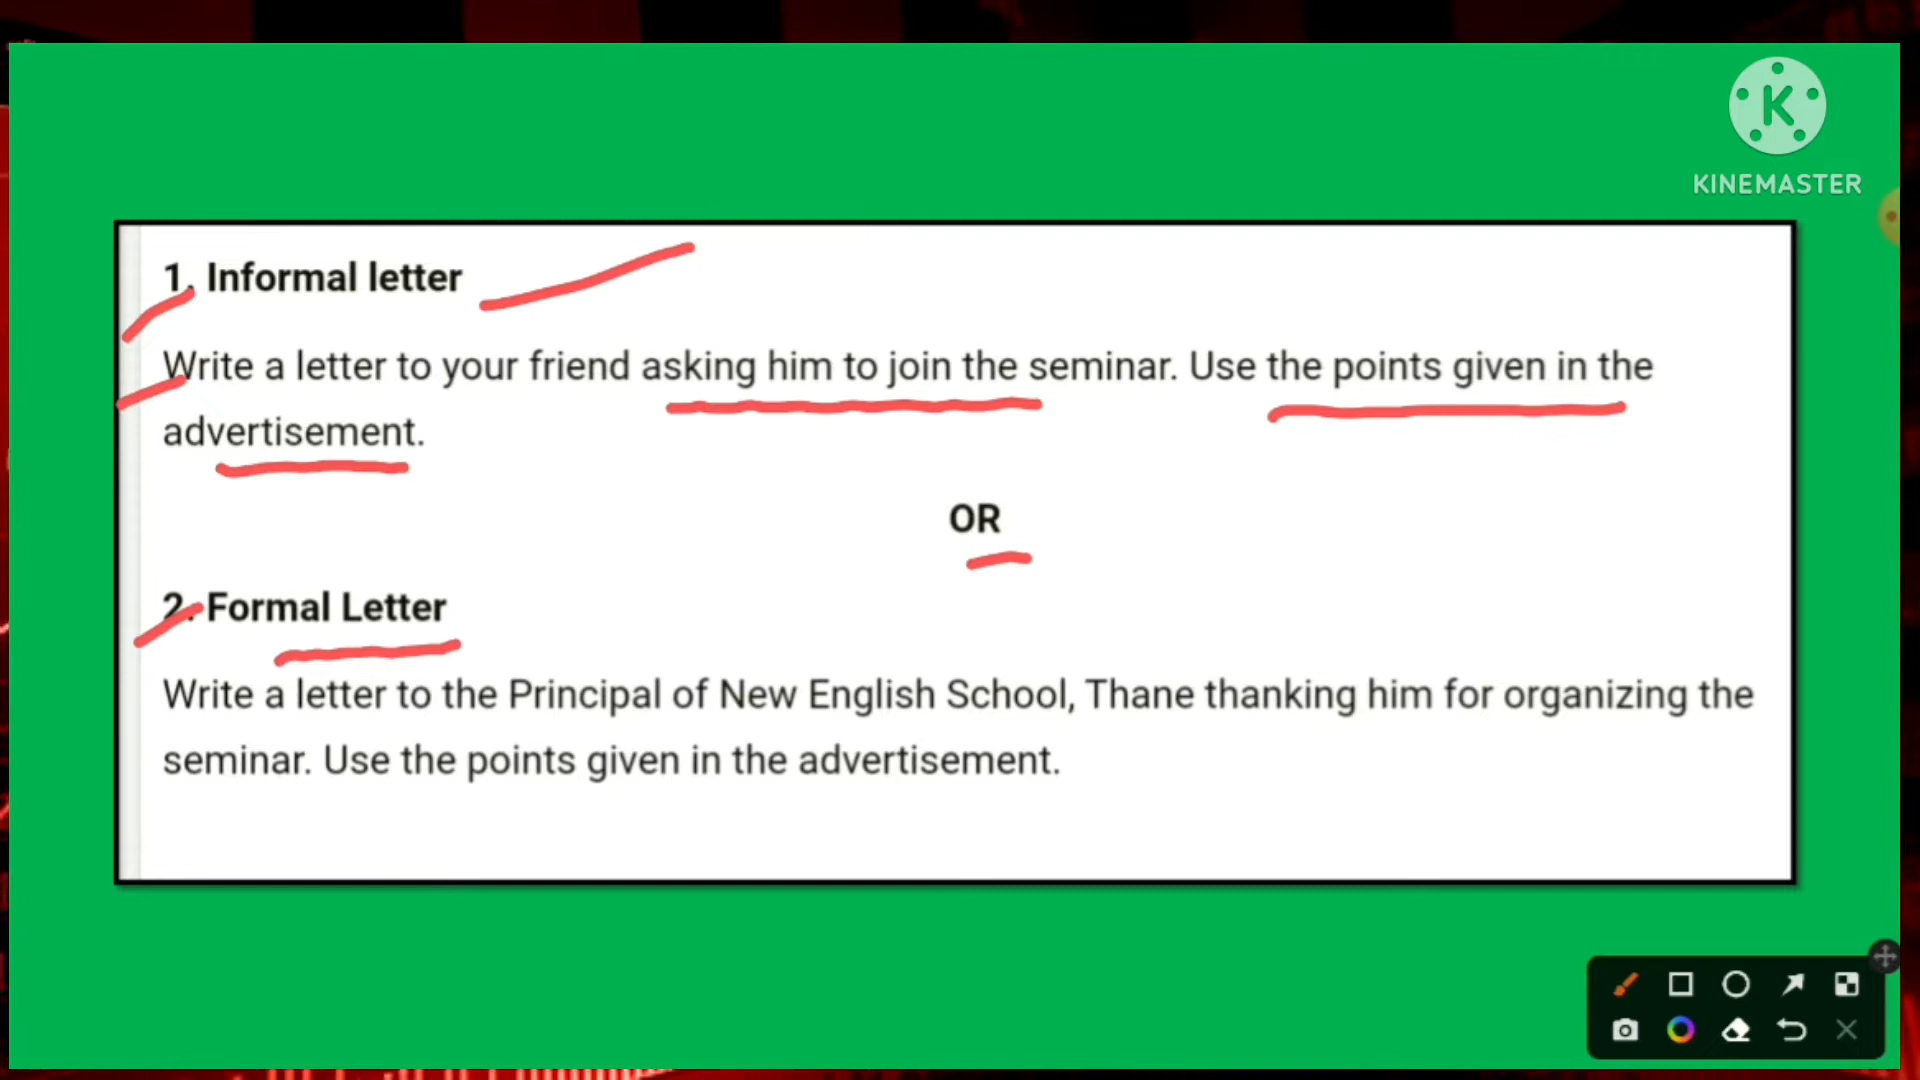 K
KINEMASTER
1. Informal letter
Write a letter to your friend asking him to join the seminar. Use the points given in the
advertisement.
OR
2. Formal Letter
Write a letter to the Principal of New English School, Thane thanking him for organizing the
seminar. Use the points given in the advertisement.